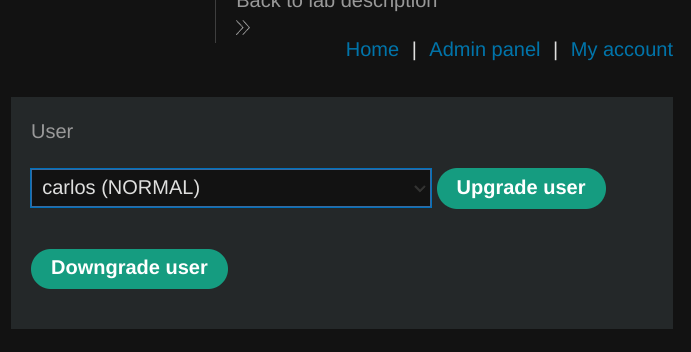 Back to lab description
Home | Admin panel | My account
User
carlos (NORMAL)
Upgrade user
Downgrade user